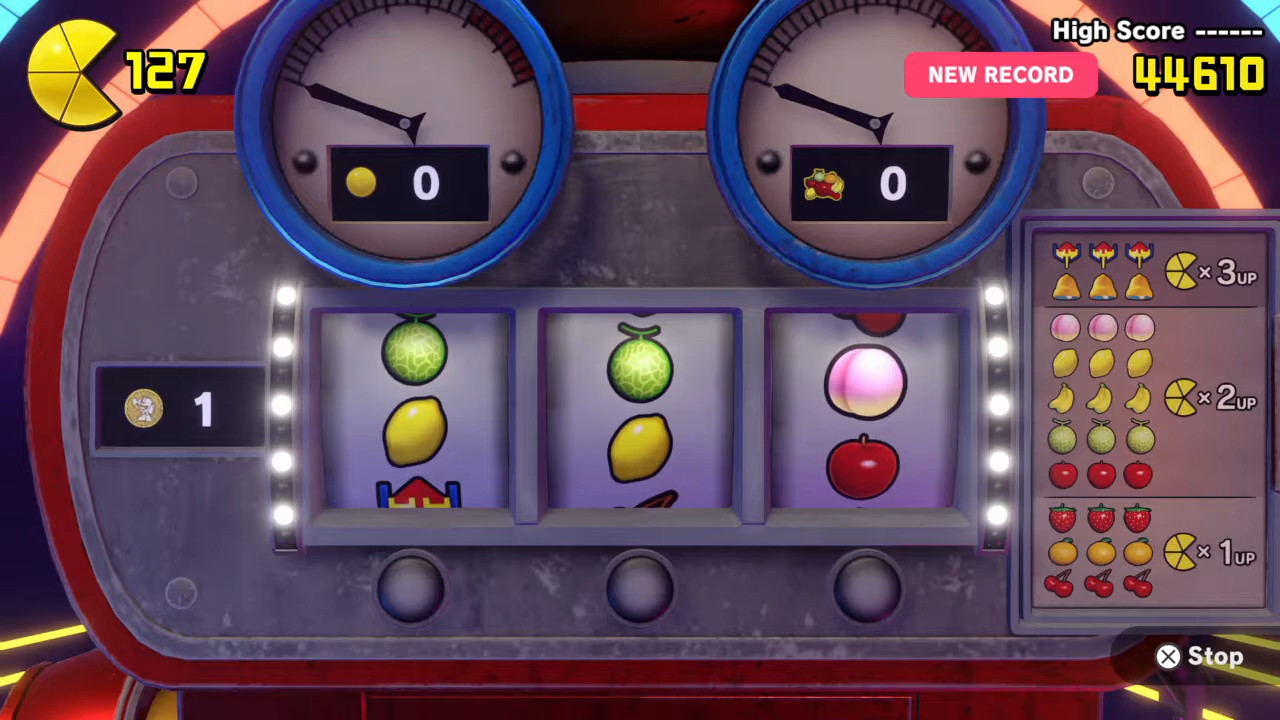 High Score ------
127
NEW RECORD
44610
0
0
× 3UP
1
× 2UP
× 1UP
Stop